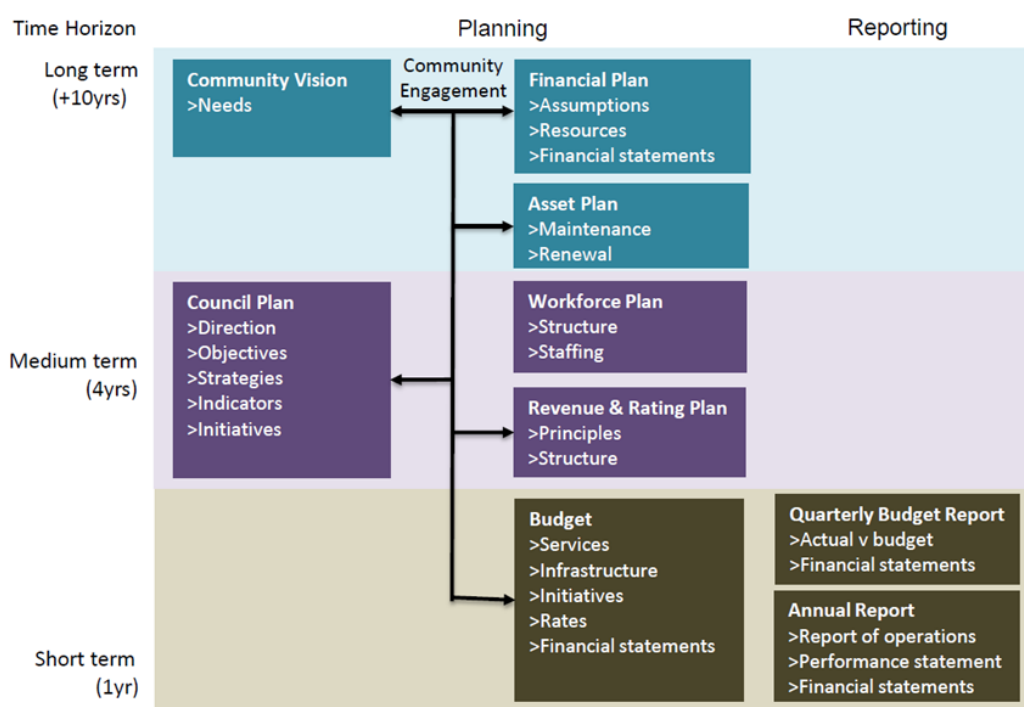 Time Horizon
Planning
Reporting
Long term
(+10yrs)
Community Vision
>Needs
Community
Engagement
Financial Plan
>Assumptions
>Resources
>Financial statements
Asset Plan
>Maintenance
>Renewal
Medium term
(4yrs)
Council Plan
>Direction
>Objectives
>Strategies
>Indicators
>Initiatives
Workforce Plan
>Structure
>Staffing
Revenue & Rating Plan
>Principles
>Structure
Short term
(1yr)
Budget
>Services
>Infrastructure
>Initiatives
>Rates
>Financial statements
Quarterly Budget Report
>Actual v budget
>Financial statements
Annual Report
>Report of operations
>Performance statement
>Financial statements